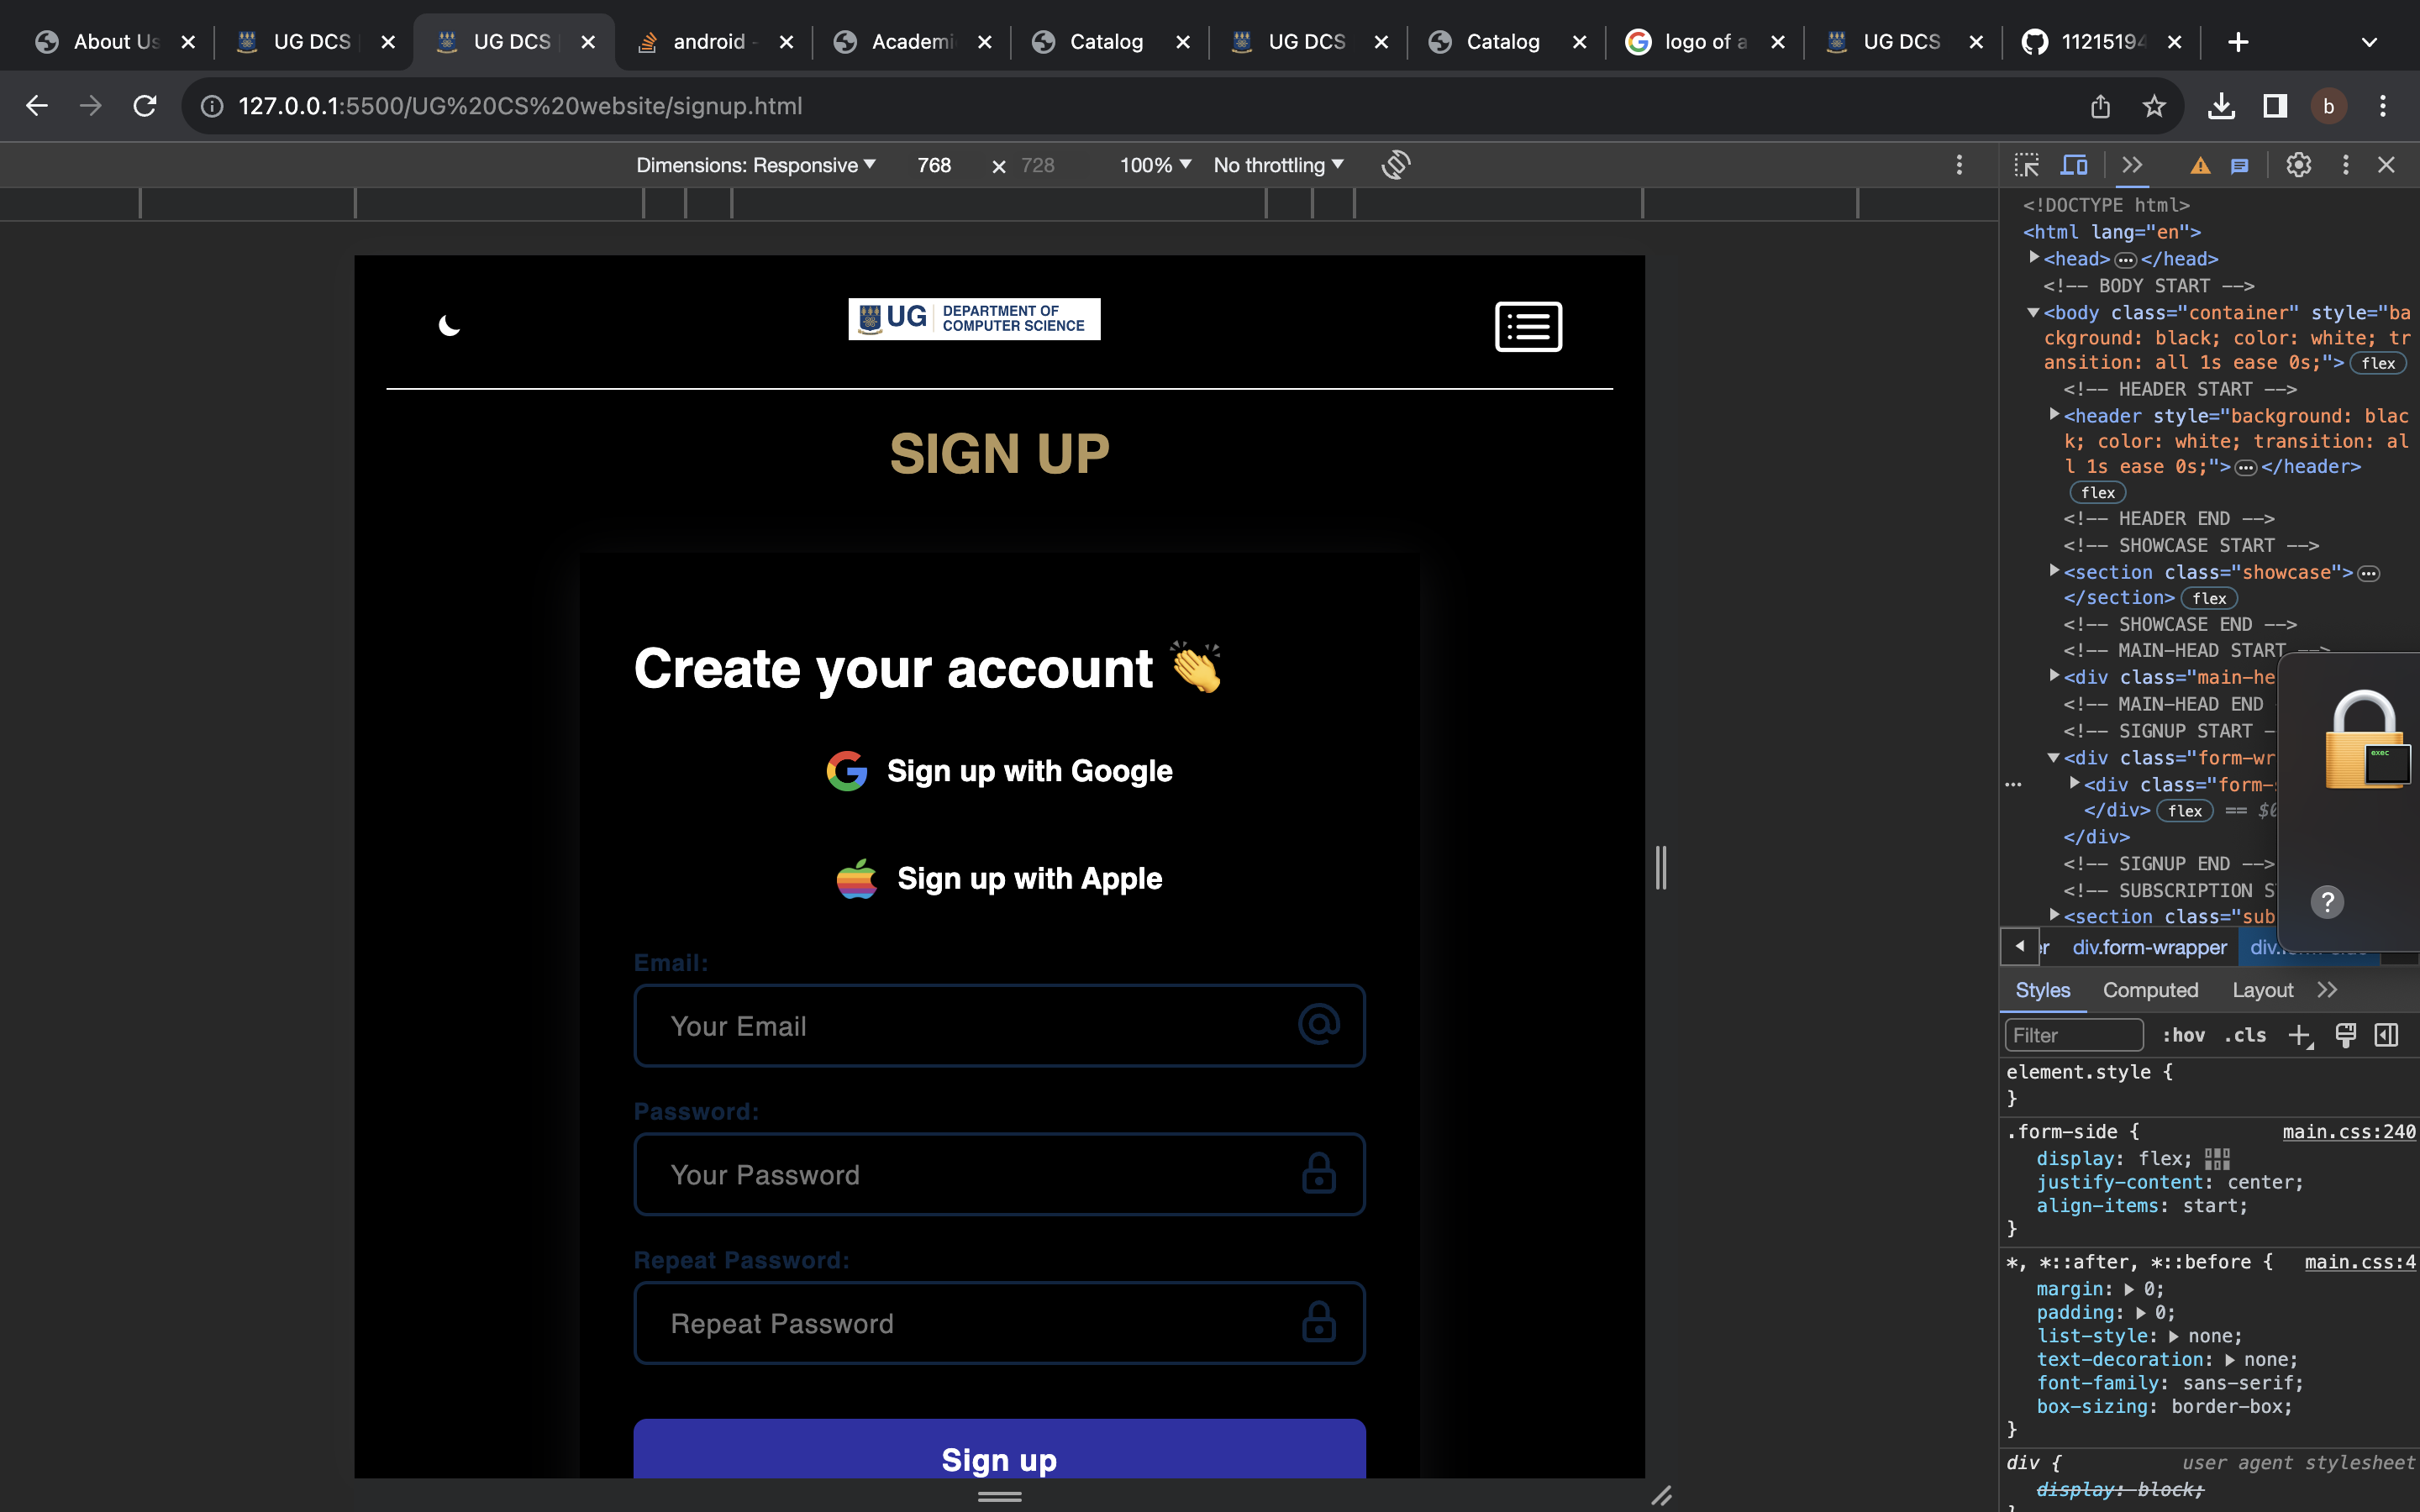 About Us
UG DCS
UG DCS
android -
Academi
Catalog
UG DCS
Catalog
logo of a
UG DCS
11215194
127.0.0.1:5500/UG%20CS%20website/signup.html
b
Dimensions: Responsive
768
×
728
100%
No throttling
UG
DEPARTMENT OF
COMPUTER SCIENCE
SIGN UP
Create your account 👏
Sign up with Google
Sign up with Apple
Email:
Your Email
Password:
Your Password
Repeat Password:
Repeat Password
Sign up
<!DOCTYPE html>
<html lang="en">
<head>…</head>
<!-- BODY START -->
<body class="container" style="ba
ckground: black; color: white; tr
ansition: all 1s ease 0s;"> flex
<!-- HEADER START -->
<header style="background: blac
k; color: white; transition: al
l 1s ease 0s;">…</header>
flex
<!-- HEADER END -->
<!-- SHOWCASE START -->
<section class="showcase">…
</section> flex
<!-- SHOWCASE END -->
<!-- MAIN-HEAD START -->
<div class="main-he
<!-- MAIN-HEAD END
<!-- SIGNUP START
<div class="form-wr
<div class="form-
</div> flex == $
</div>
<!-- SIGNUP END -->
<!-- SUBSCRIPTION S
<section class="sub
exec
?
er
div.form-wrapper
div.form-side
Styles
Computed
Layout
Filter
:hov
.cls
element.style {
}
.form-side {
main.css:240
display: flex;
justify-content: center;
align-items: start;
}
*, *::after, *::before {
main.css:4
margin: 0;
padding: 0;
list-style: none;
text-decoration: none;
font-family: sans-serif;
box-sizing: border-box;
}
div {
user agent stylesheet
display: block;